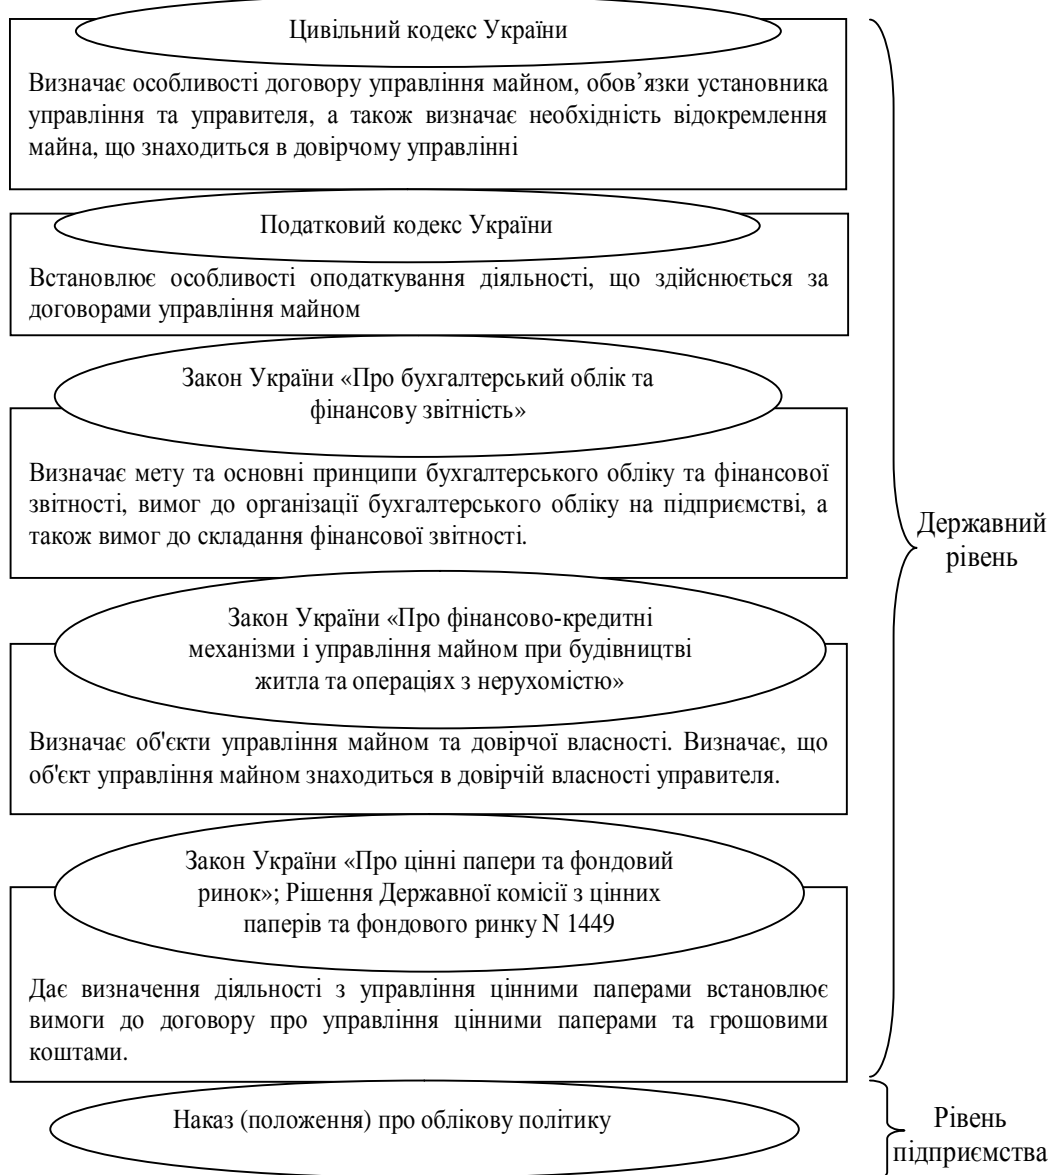 Цивільний кодекс України
Визначає особливості договору управління майном, обов’язки установника
управління та управителя, а також визначає необхідність відокремлення
майна, що знаходиться в довірчому управлінні
Податковий кодекс України
Встановлює особливості оподаткування діяльності, що здійснюється за
договорами управління майном
Закон України «Про бухгалтерський облік та
фінансову звітність»
Визначає мету та основні принципи бухгалтерського обліку та фінансової
звітності, вимог до організації бухгалтерського обліку на підприємстві, а
також вимог до складання фінансової звітності.
Державний
рівень
Закон України «Про фінансово-кредитні
механізми і управління майном при будівництві
житла та операціях з нерухомістю»
Визначає об'єкти управління майном та довірчої власності. Визначає, що
об'єкт управління майном знаходиться в довірчій власності управителя.
Закон України «Про цінні папери та фондовий
ринок»; Рішення Державної комісії з цінних
паперів та фондового ринку N 1449
Дає визначення діяльності з управління цінними паперами встановлює
вимоги до договору про управління цінними паперами та грошовими
коштами.
Наказ (положення) про облікову політику
Рівень
підприємства